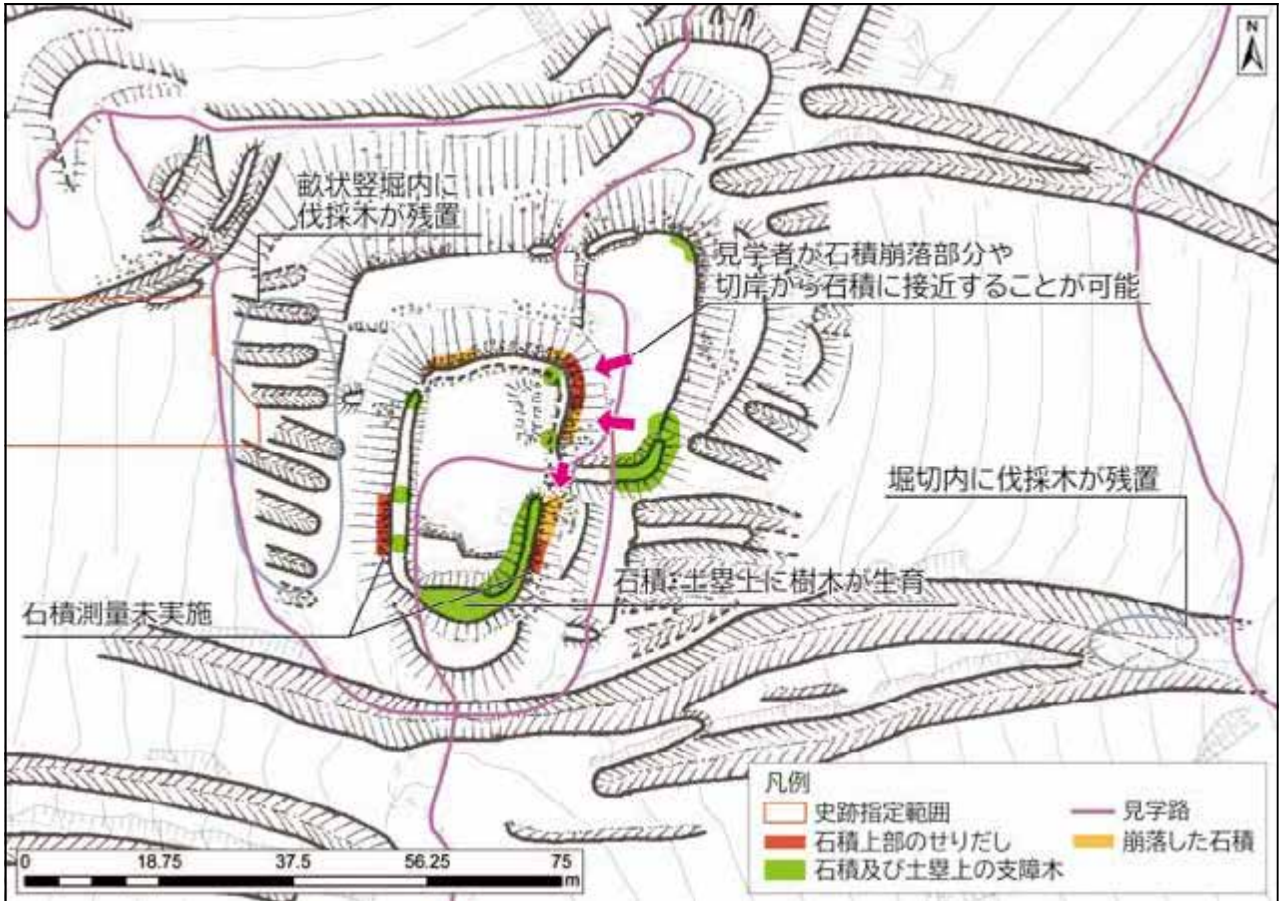 N
畝状竪堀内に
伐採木が残置
見学者が石積崩落部分や
切岸から石積に接近することが可能
堀切内に伐採木が残置
石積・土塁上に樹木が生育
石積測量未実施
凡例
史跡指定範囲
見学路
石積上部のせりだし
崩落した石積
石積及び土塁上の支障木
0 18.75 37.5 56.25 75
m